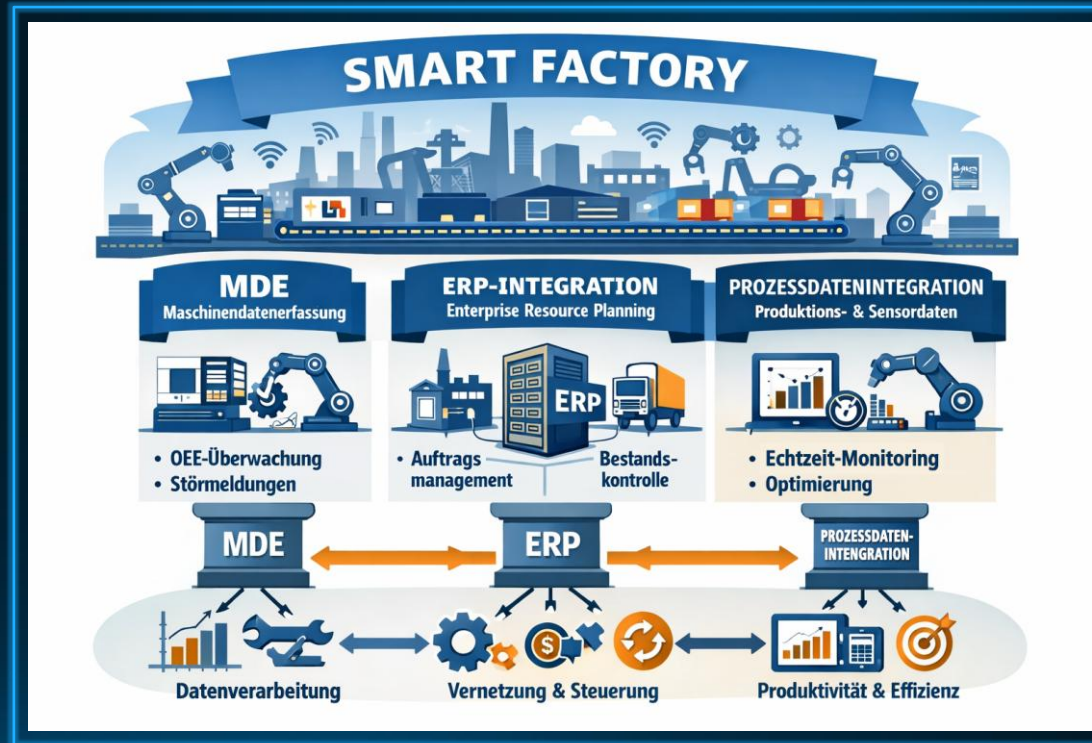 SMART FACTORY
MDE
Maschinendatenerfassung
ERP-INTEGRATION
Enterprise Resource Planning
PROZESSDATENINTEGRATION
Produktions- & Sensordaten
ERP
• OEE-Überwachung
• Störmeldungen
• Auftrags
management
Bestands-
kontrolle
• Echtzeit-Monitoring
• Optimierung
MDE
ERP
PROZESSDATEN-
INTENGRATION
$
Datenverarbeitung
Vernetzung & Steuerung
Produktivität & Effizienz